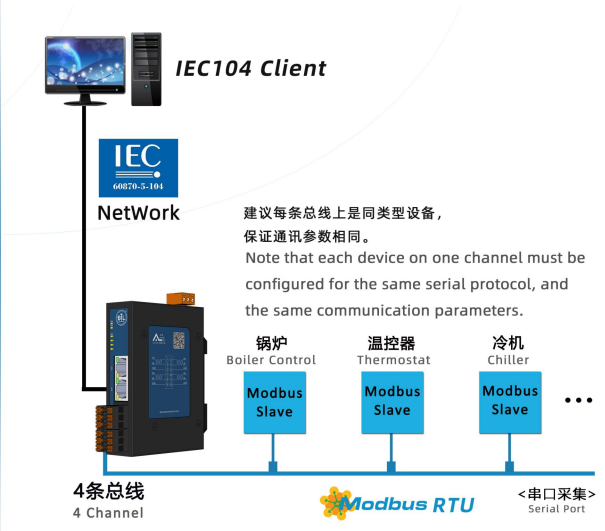 IEC104 Client
IEC
60870-5-104
NetWork
建议每条总线上是同类型设备，
保证通讯参数相同。
Note that each device on one channel must be
configured for the same serial protocol, and
the same communication parameters.
锅炉
Boiler Control
温控器
Thermostat
冷机
Chiller
Modbus
Slave
Modbus
Slave
Modbus
Slave
•••
4条总线
4 Channel
Modbus RTU
<串口采集>
Serial Port